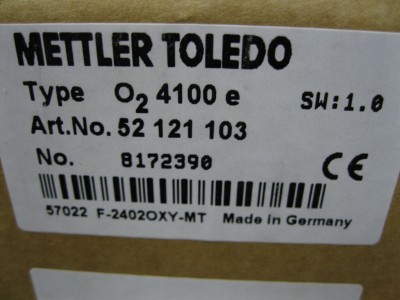 METTLER TOLEDO
Type O₂ 4100 e SW:1.0
Art.No. 52 121 103
No. 8172390 CE
57022 F-2402OXY-MT Made in Germany